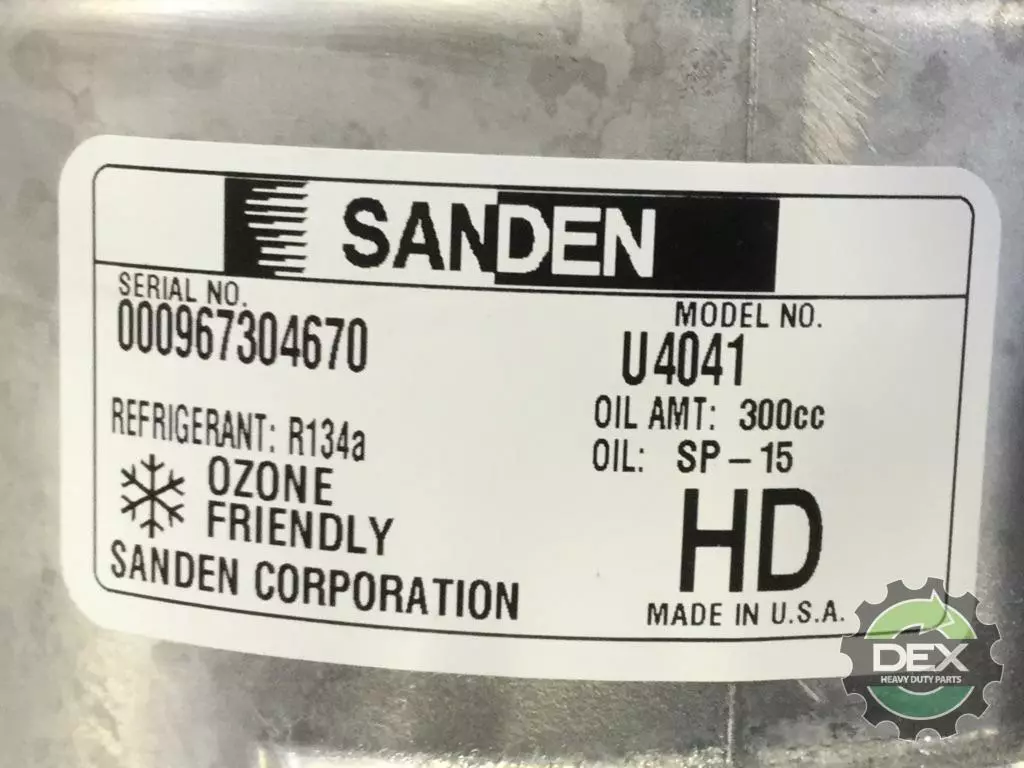 SANDEN
SERIAL NO.
000967304670
MODEL NO.
U4041
REFRIGERANT: R134a
OIL AMT: 300cc
OIL: SP-15
OZONE
FRIENDLY
HD
SANDEN CORPORATION
MADE IN U.S.A.
DEX
HEAVY DUTY PARTS